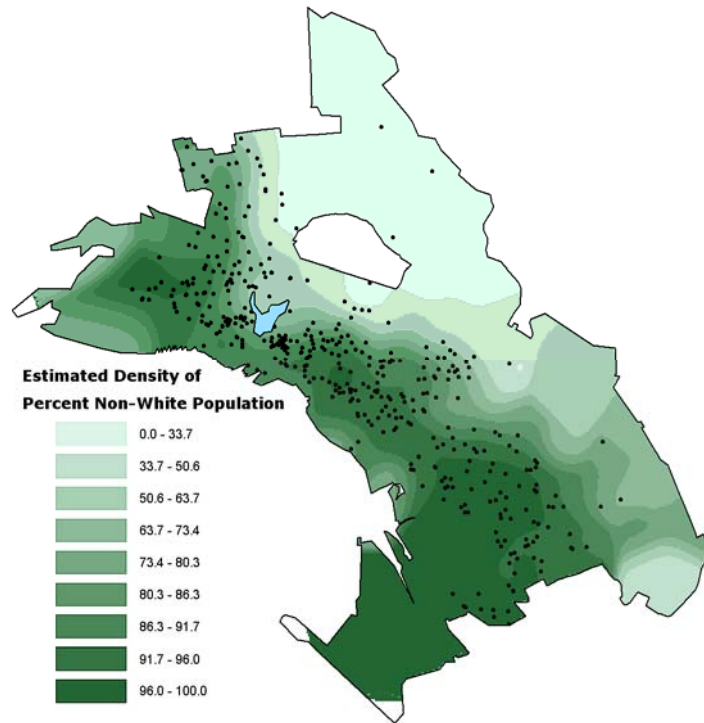 Estimated Density of
Percent Non-White Population
0.0 - 33.7
33.7 - 50.6
50.6 - 63.7
63.7 - 73.4
73.4 - 80.3
80.3 - 86.3
86.3 - 91.7
91.7 - 96.0
96.0 - 100.0